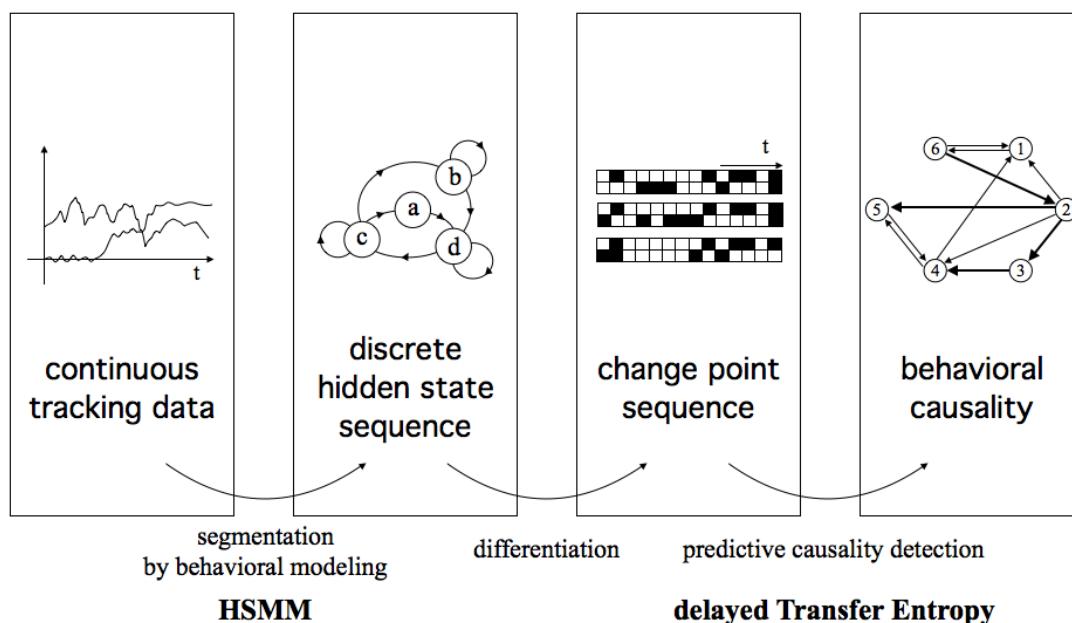 t
continuous
tracking data
a
b
c
d
discrete
hidden state
sequence
t
change point
sequence
6
1
2
5
4
3
behavioral
causality
segmentation
by behavioral modeling
HSMM
differentiation
predictive causality detection
delayed Transfer Entropy